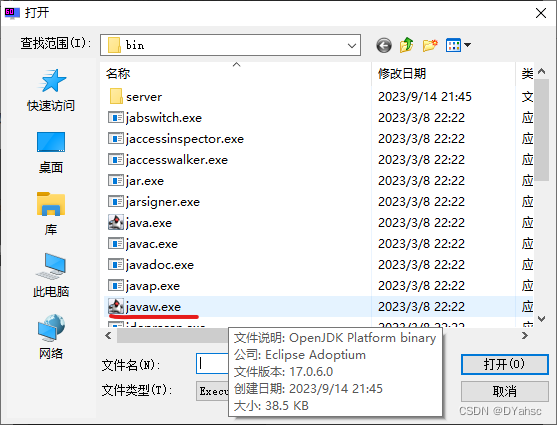 打开
查找范围(I):
bin
名称
修改日期
类
server
2023/9/14 21:45
文
jabswitch.exe
2023/3/8 22:22
应
jaccessinspector.exe
2023/3/8 22:22
应
jaccesswalker.exe
2023/3/8 22:22
应
jar.exe
2023/3/8 22:22
应
jarsigner.exe
2023/3/8 22:22
应
java.exe
2023/3/8 22:22
应
javac.exe
2023/3/8 22:22
应
javadoc.exe
2023/3/8 22:22
应
javap.exe
2023/3/8 22:22
应
javaw.exe
2023/3/8 22:22
应
快速访问
桌面
库
此电脑
网络
文件说明: OpenJDK Platform binary
公司: Eclipse Adoptium
文件版本: 17.0.6.0
创建日期: 2023/9/14 21:45
大小: 38.5 KB
文件名(N):
打开(O)
文件类型(T):
Execu
取消
CSDN @DYahsc